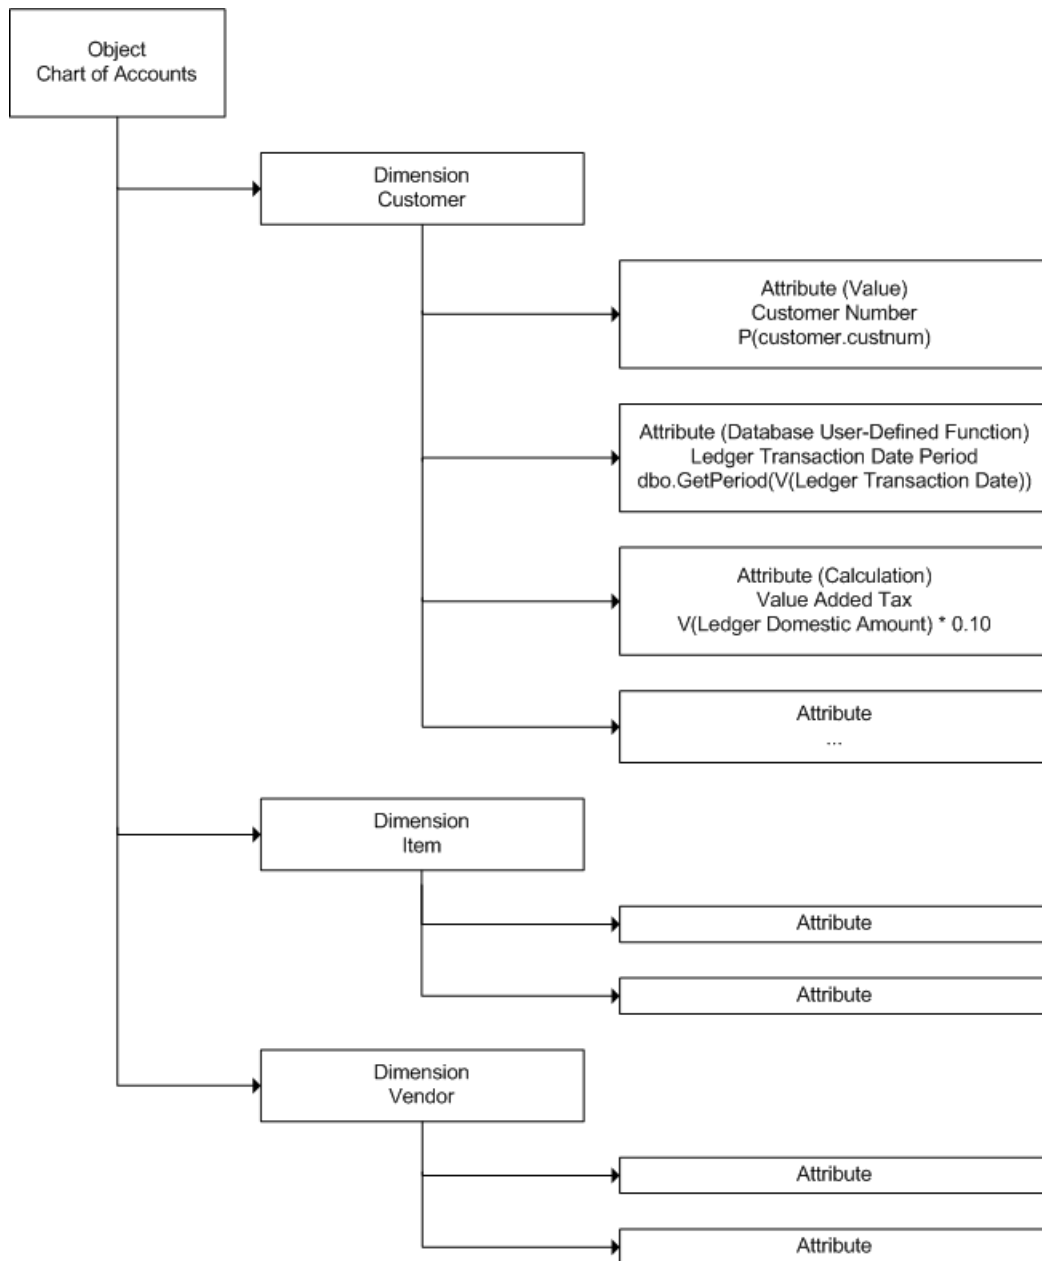 Object
Chart of Accounts
Dimension
Customer
Attribute (Value)
Customer Number
P(customer.custnum)
Attribute (Database User-Defined Function)
Ledger Transaction Date Period
dbo.GetPeriod(V(Ledger Transaction Date))
Attribute (Calculation)
Value Added Tax
V(Ledger Domestic Amount) * 0.10
Attribute
...
Dimension
Item
Attribute
Attribute
Dimension
Vendor
Attribute
Attribute